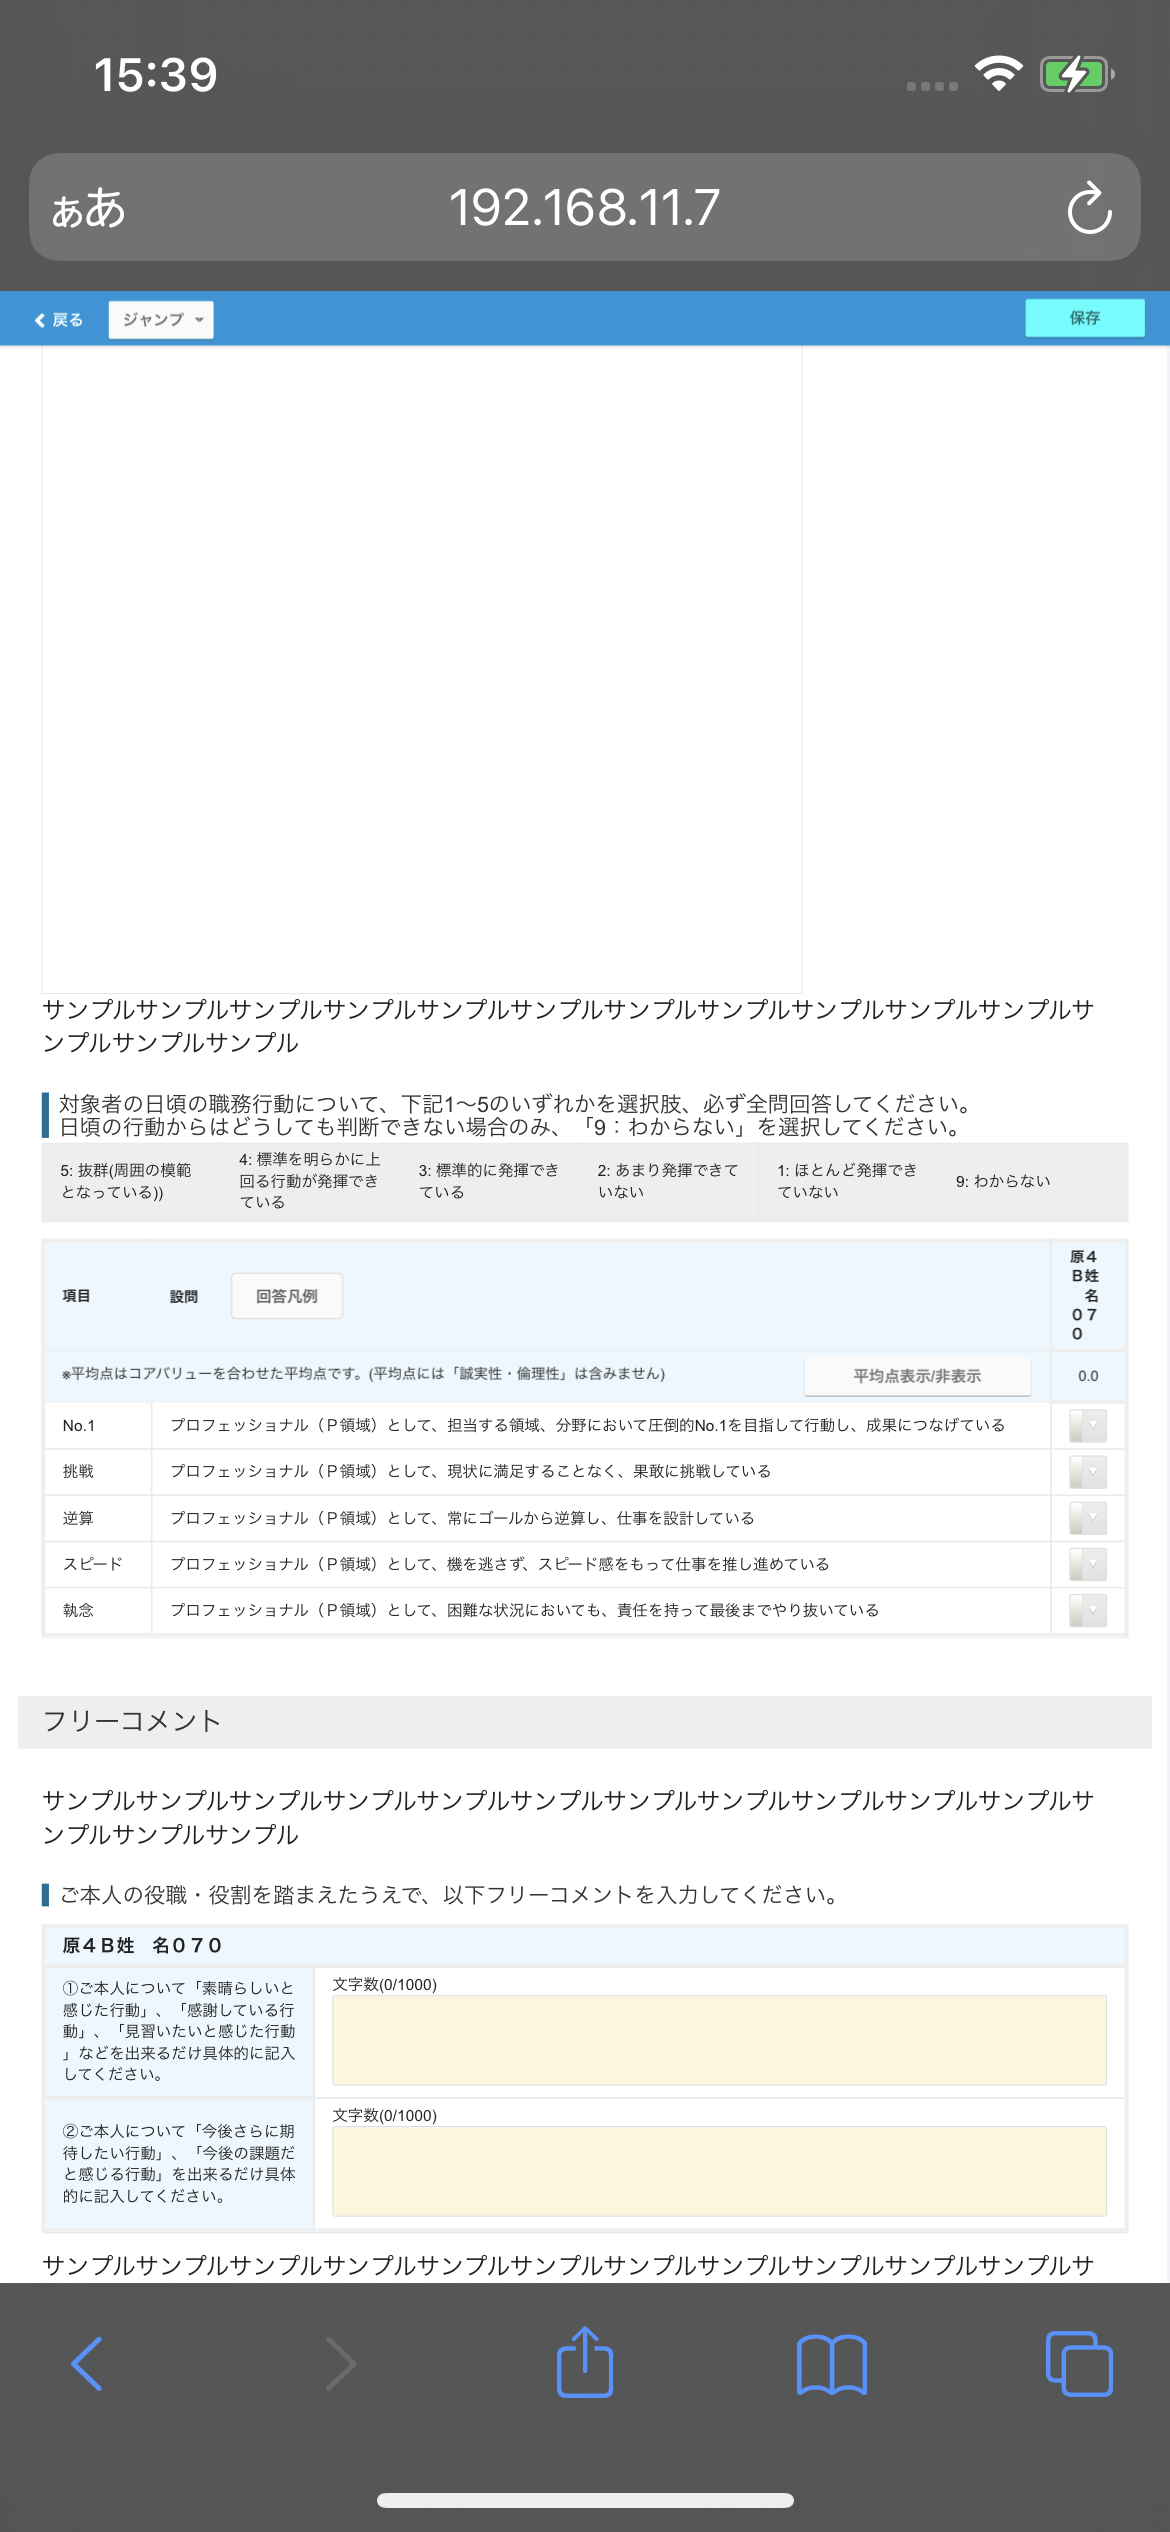 15:39
ぁあ 192.168.11.7
戻る ジャンプ 保存
サンプルサンプルサンプルサンプルサンプルサンプルサンプルサンプルサンプルサンプルサンプルサ
ンプルサンプルサンプル
対象者の日頃の職務行動について、下記1〜5のいずれかを選択肢、必ず全問回答してください。
日頃の行動からはどうしても判断できない場合のみ、「9：わからない」を選択してください。
5: 抜群(周囲の模範
となっている))
4: 標準を明らかに上
回る行動が発揮でき
ている
3: 標準的に発揮でき
ている
2: あまり発揮できて
いない
1: ほとんど発揮でき
ていない
9: わからない
項目 設問 回答凡例
原４
Ｂ姓
名
０７
０
※平均点はコアバリューを合わせた平均点です。(平均点には「誠実性・倫理性」は含みません) 平均点表示/非表示 0.0
No.1 プロフェッショナル（Ｐ領域）として、担当する領域、分野において圧倒的No.1を目指して行動し、成果につなげている
挑戦 プロフェッショナル（Ｐ領域）として、現状に満足することなく、果敢に挑戦している
逆算 プロフェッショナル（Ｐ領域）として、常にゴールから逆算し、仕事を設計している
スピード プロフェッショナル（Ｐ領域）として、機を逃さず、スピード感をもって仕事を推し進めている
執念 プロフェッショナル（Ｐ領域）として、困難な状況においても、責任を持って最後までやり抜いている
フリーコメント
サンプルサンプルサンプルサンプルサンプルサンプルサンプルサンプルサンプルサンプルサンプルサ
ンプルサンプルサンプル
ご本人の役職・役割を踏まえたうえで、以下フリーコメントを入力してください。
原４Ｂ姓　名０７０
①ご本人について「素晴らしいと
感じた行動」、「感謝している行
動」、「見習いたいと感じた行動
」などを出来るだけ具体的に記入
してください。
文字数(0/1000)
②ご本人について「今後さらに期
待したい行動」、「今後の課題だ
と感じる行動」を出来るだけ具体
的に記入してください。
文字数(0/1000)
サンプルサンプルサンプルサンプルサンプルサンプルサンプルサンプルサンプルサンプルサンプルサ